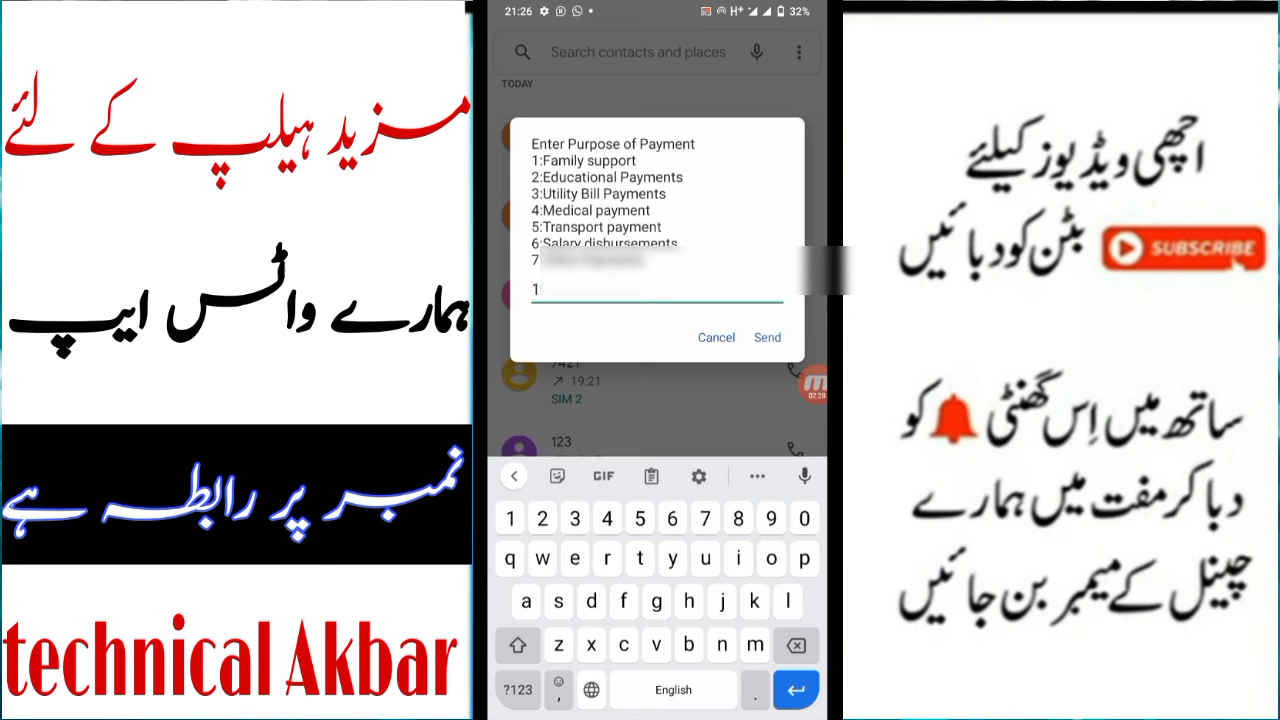 مزید ہیلپ کے لئے
ہمارے واٹس ایپ
نمبر پر رابطہ ہے
technical Akbar
21:26
H+
32%
Search contacts and places
TODAY
Enter Purpose of Payment
1:Family support
2:Educational Payments
3:Utility Bill Payments
4:Medical payment
5:Transport payment
6:Salary disbursements
7
1
Cancel
Send
7421
19:21
SIM 2
02:28
123
GIF
1 2 3 4 5 6 7 8 9 0
q w e r t y u i o p
a s d f g h j k l
z x c v b n m
?123 , English .
اچھی ویڈیوز کیلئے
بٹن کو دبائیں
SUBSCRIBE
ساتھ میں اِس گھنٹی کو
دبا کر مفت میں ہمارے
چینل کے میمبر بن جائیں